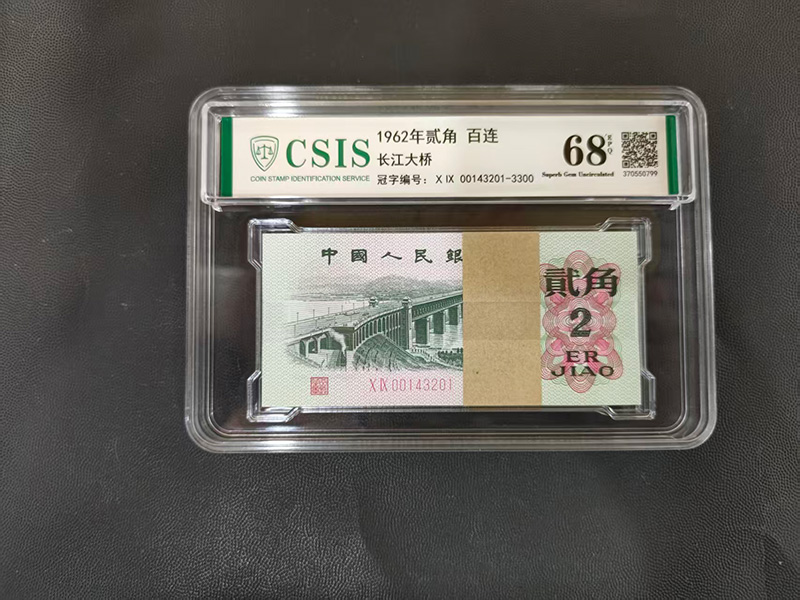 CSIS
COIN STAMP IDENTIFICATION SERVICE
1962年贰角 百连
长江大桥
冠字编号: X IX 00143201-3300
68 EPQ
Superb Gem Uncirculated
370550799
中國人民銀
貳角
2
ER
JIAO
X IX 00143201